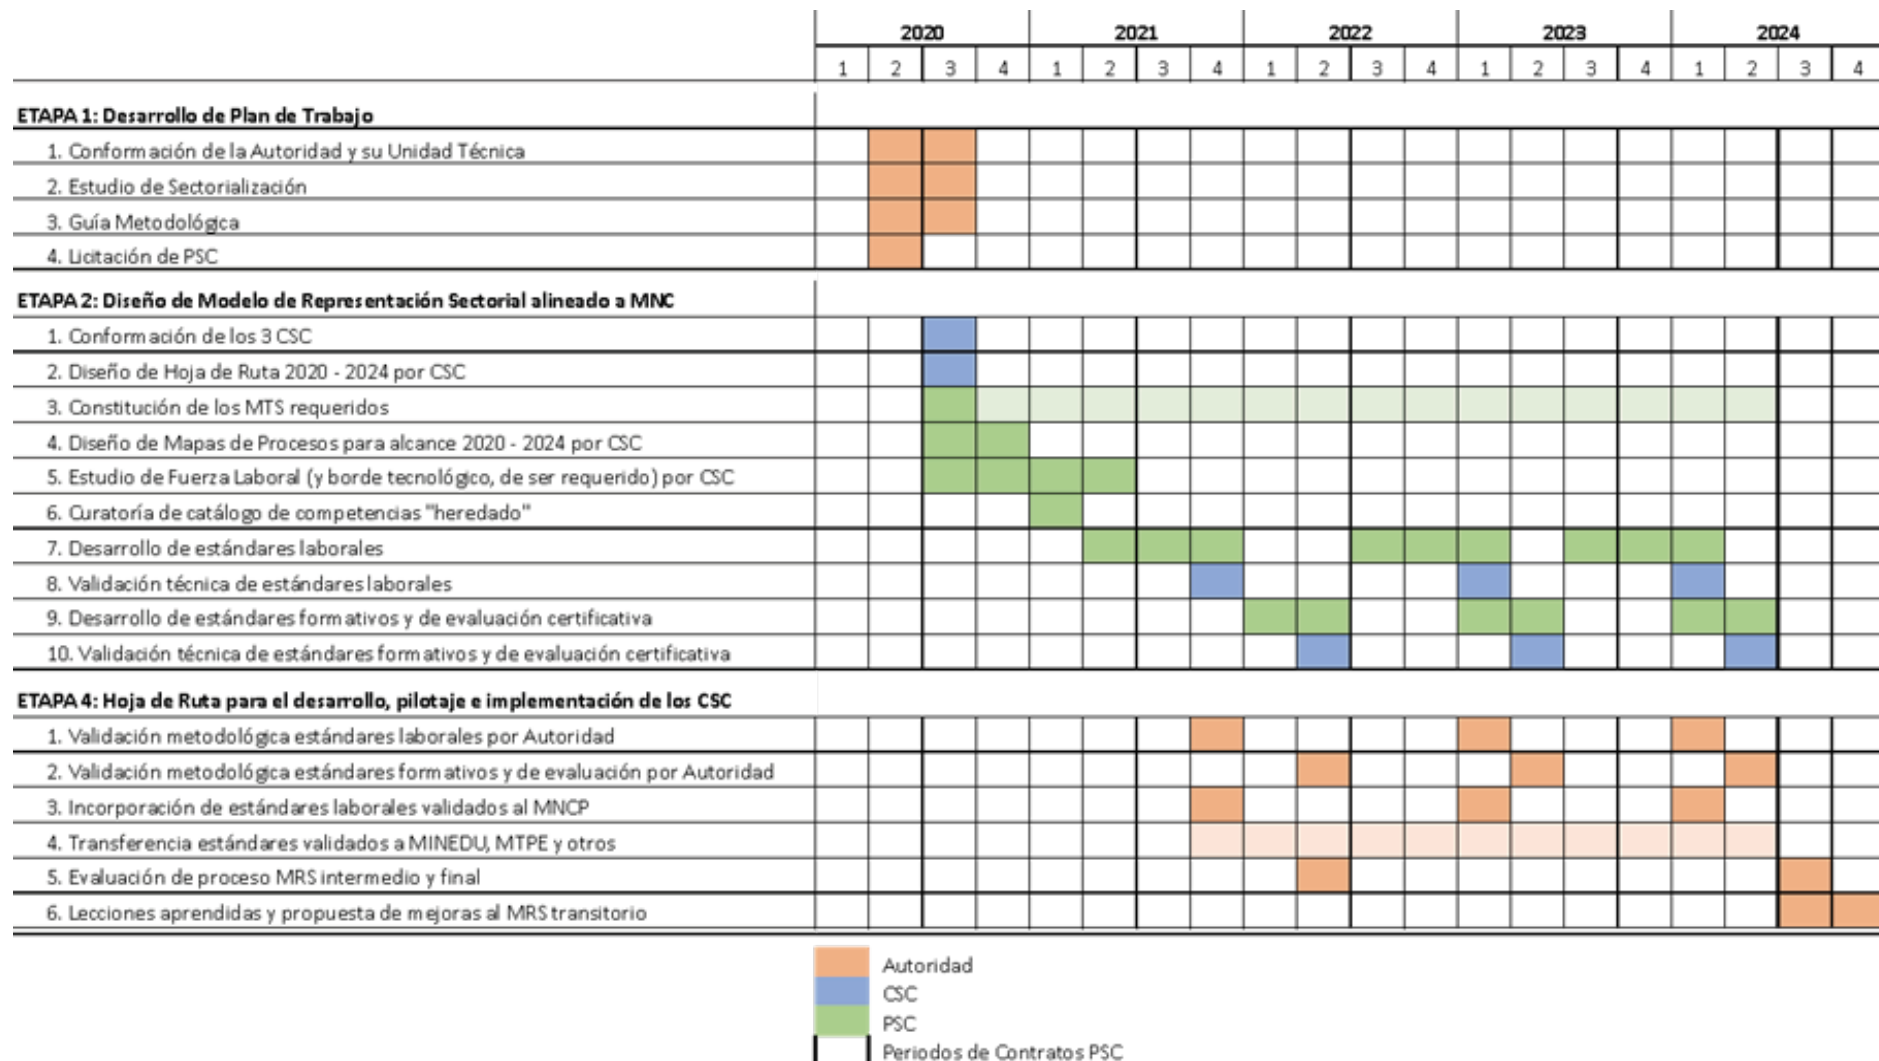 2020 2021 2022 2023 2024
1 2 3 4 1 2 3 4 1 2 3 4 1 2 3 4 1 2 3 4
ETAPA 1: Desarrollo de Plan de Trabajo
1. Conformación de la Autoridad y su Unidad Técnica
2. Estudio de Sectorialización
3. Guía Metodológica
4. Licitación de PSC
ETAPA 2: Diseño de Modelo de Representación Sectorial alineado a MNC
1. Conformación de los 3 CSC
2. Diseño de Hoja de Ruta 2020 - 2024 por CSC
3. Constitución de los MTS requeridos
4. Diseño de Mapas de Procesos para alcance 2020 - 2024 por CSC
5. Estudio de Fuerza Laboral (y borde tecnológico, de ser requerido) por CSC
6. Curatoría de catálogo de competencias "heredado"
7. Desarrollo de estándares laborales
8. Validación técnica de estándares laborales
9. Desarrollo de estándares formativos y de evaluación certificativa
10. Validación técnica de estándares formativos y de evaluación certificativa
ETAPA 4: Hoja de Ruta para el desarrollo, pilotaje e implementación de los CSC
1. Validación metodológica estándares laborales por Autoridad
2. Validación metodológica estándares formativos y de evaluación por Autoridad
3. Incorporación de estándares laborales validados al MNCP
4. Transferencia estándares validados a MINEDU, MTPE y otros
5. Evaluación de proceso MRS intermedio y final
6. Lecciones aprendidas y propuesta de mejoras al MRS transitorio
Autoridad
CSC
PSC
Periodos de Contratos PSC